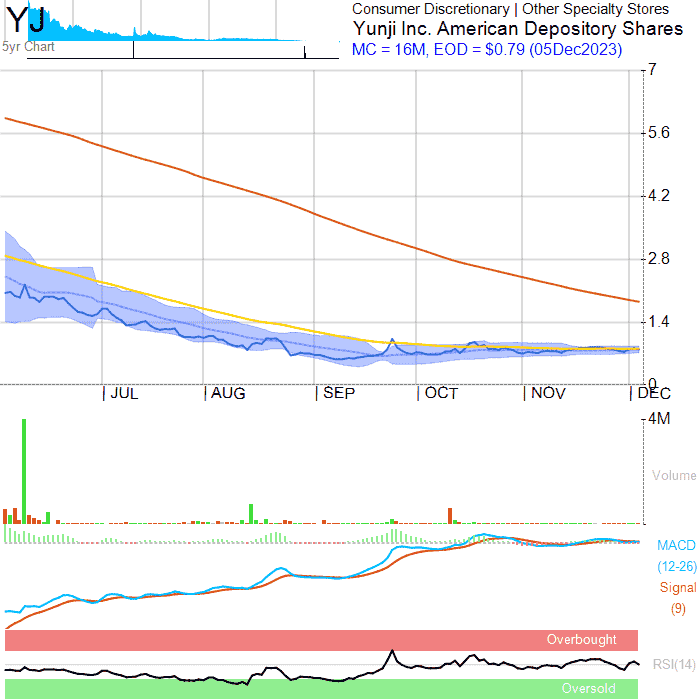 YJ
5yr Chart
Consumer Discretionary | Other Specialty Stores
Yunji Inc. American Depository Shares
MC = 16M, EOD = $0.79 (05Dec2023)
7
5.6
4.2
2.8
1.4
0
JUL
AUG
SEP
OCT
NOV
DEC
4M
Volume
MACD
(12-26)
Signal
(9)
Overbought
RSI(14)
Oversold